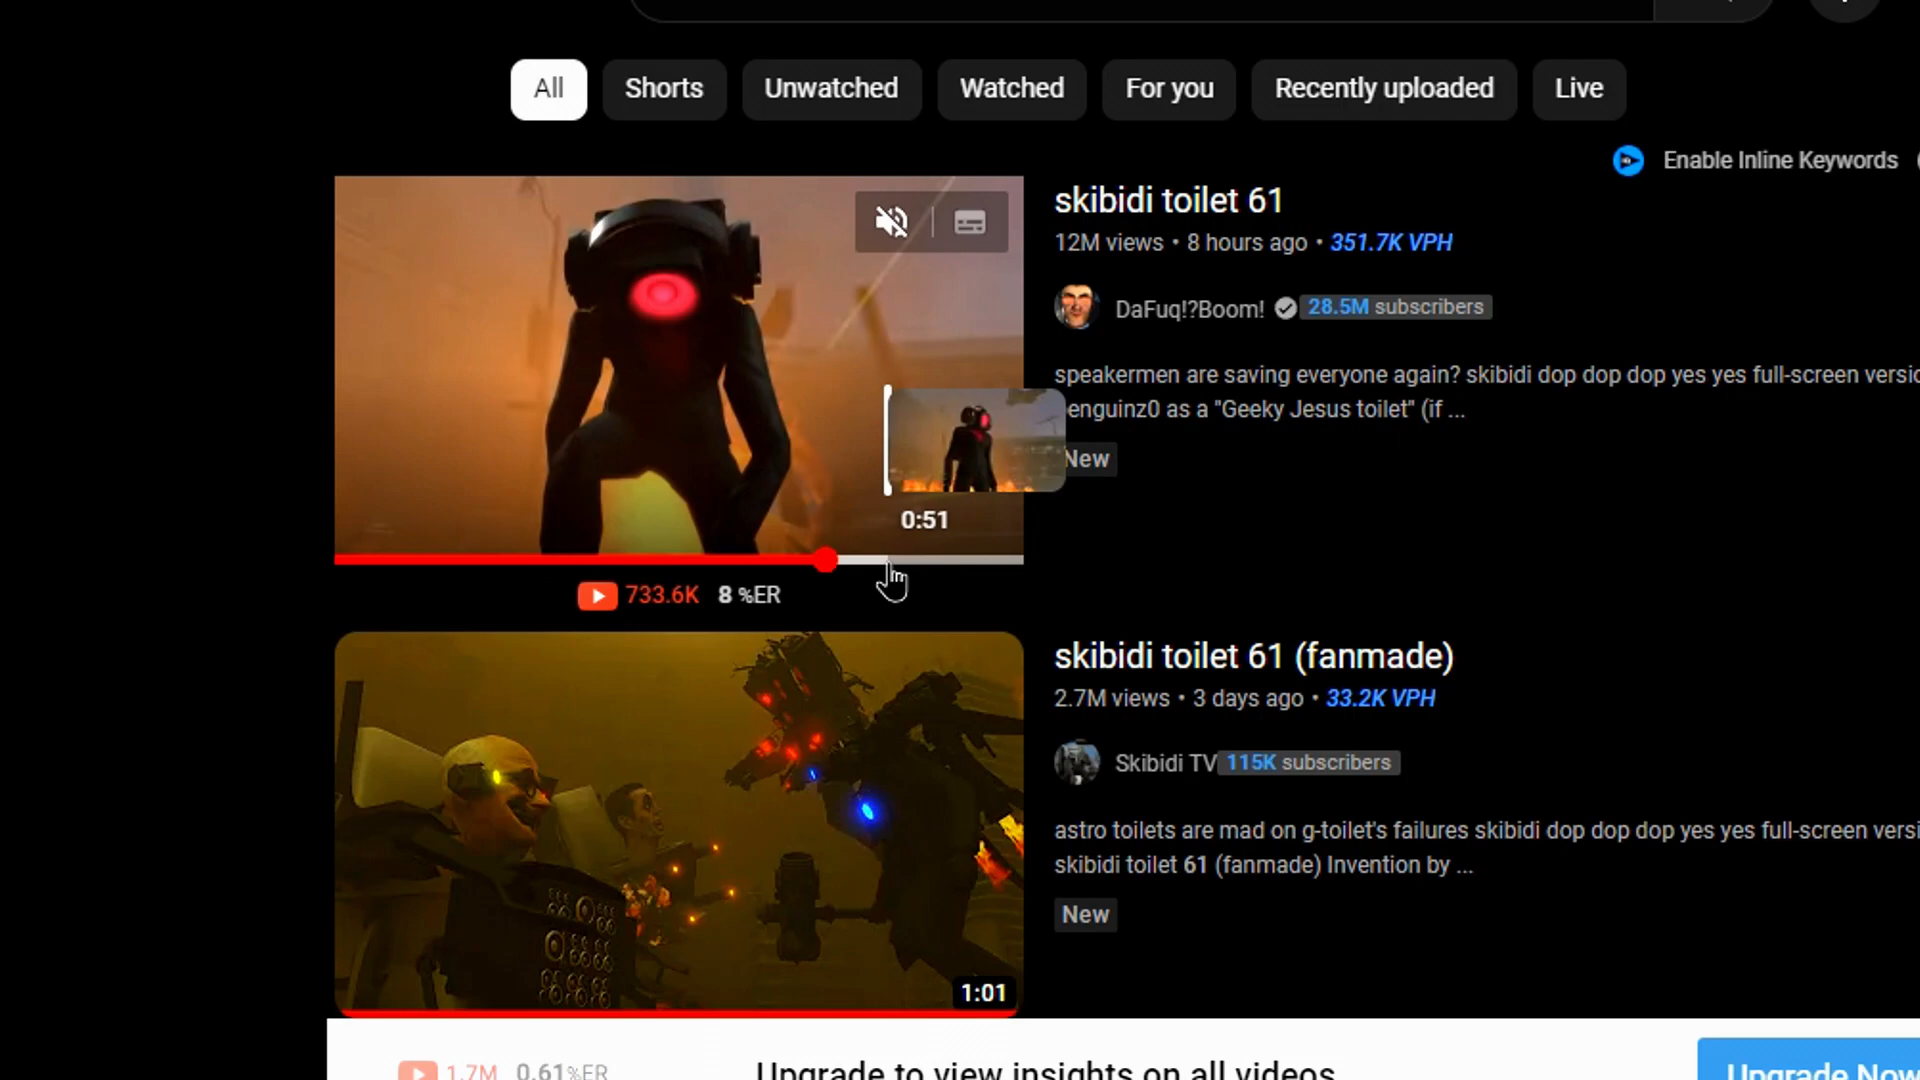 All Shorts Unwatched Watched For you Recently uploaded Live
Enable Inline Keywords
skibidi toilet 61
12M views • 8 hours ago • 351.7K VPH
DaFuq!?Boom! 28.5M subscribers
speakermen are saving everyone again? skibidi dop dop dop yes yes full-screen versio
enguinz0 as a "Geeky Jesus toilet" (if ...
New
0:51
733.6K 8 %ER
skibidi toilet 61 (fanmade)
2.7M views • 3 days ago • 33.2K VPH
Skibidi TV 115K subscribers
astro toilets are mad on g-toilet's failures skibidi dop dop dop yes yes full-screen versi
skibidi toilet 61 (fanmade) Invention by ...
New
1:01
1.7M 0.61%ER
Upgrade to view insights on all videos
Upgrade Now